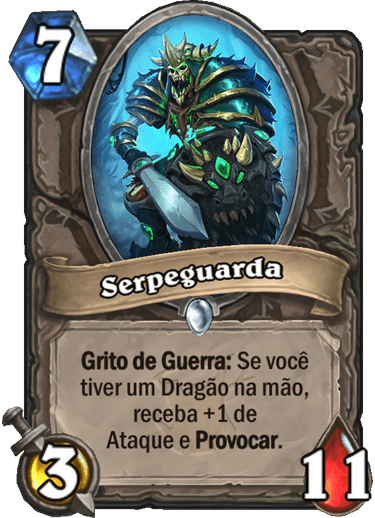 7
Serpeguarda
Grito de Guerra: Se você
tiver um Dragão na mão,
receba +1 de
Ataque e Provocar.
3
11